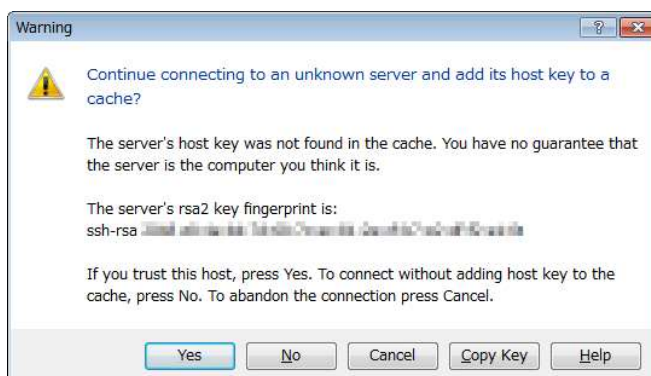 Warning
Continue connecting to an unknown server and add its host key to a
cache?
The server's host key was not found in the cache. You have no guarantee that
the server is the computer you think it is.
The server's rsa2 key fingerprint is:
ssh-rsa
If you trust this host, press Yes. To connect without adding host key to the
cache, press No. To abandon the connection press Cancel.
Yes No Cancel Copy Key Help